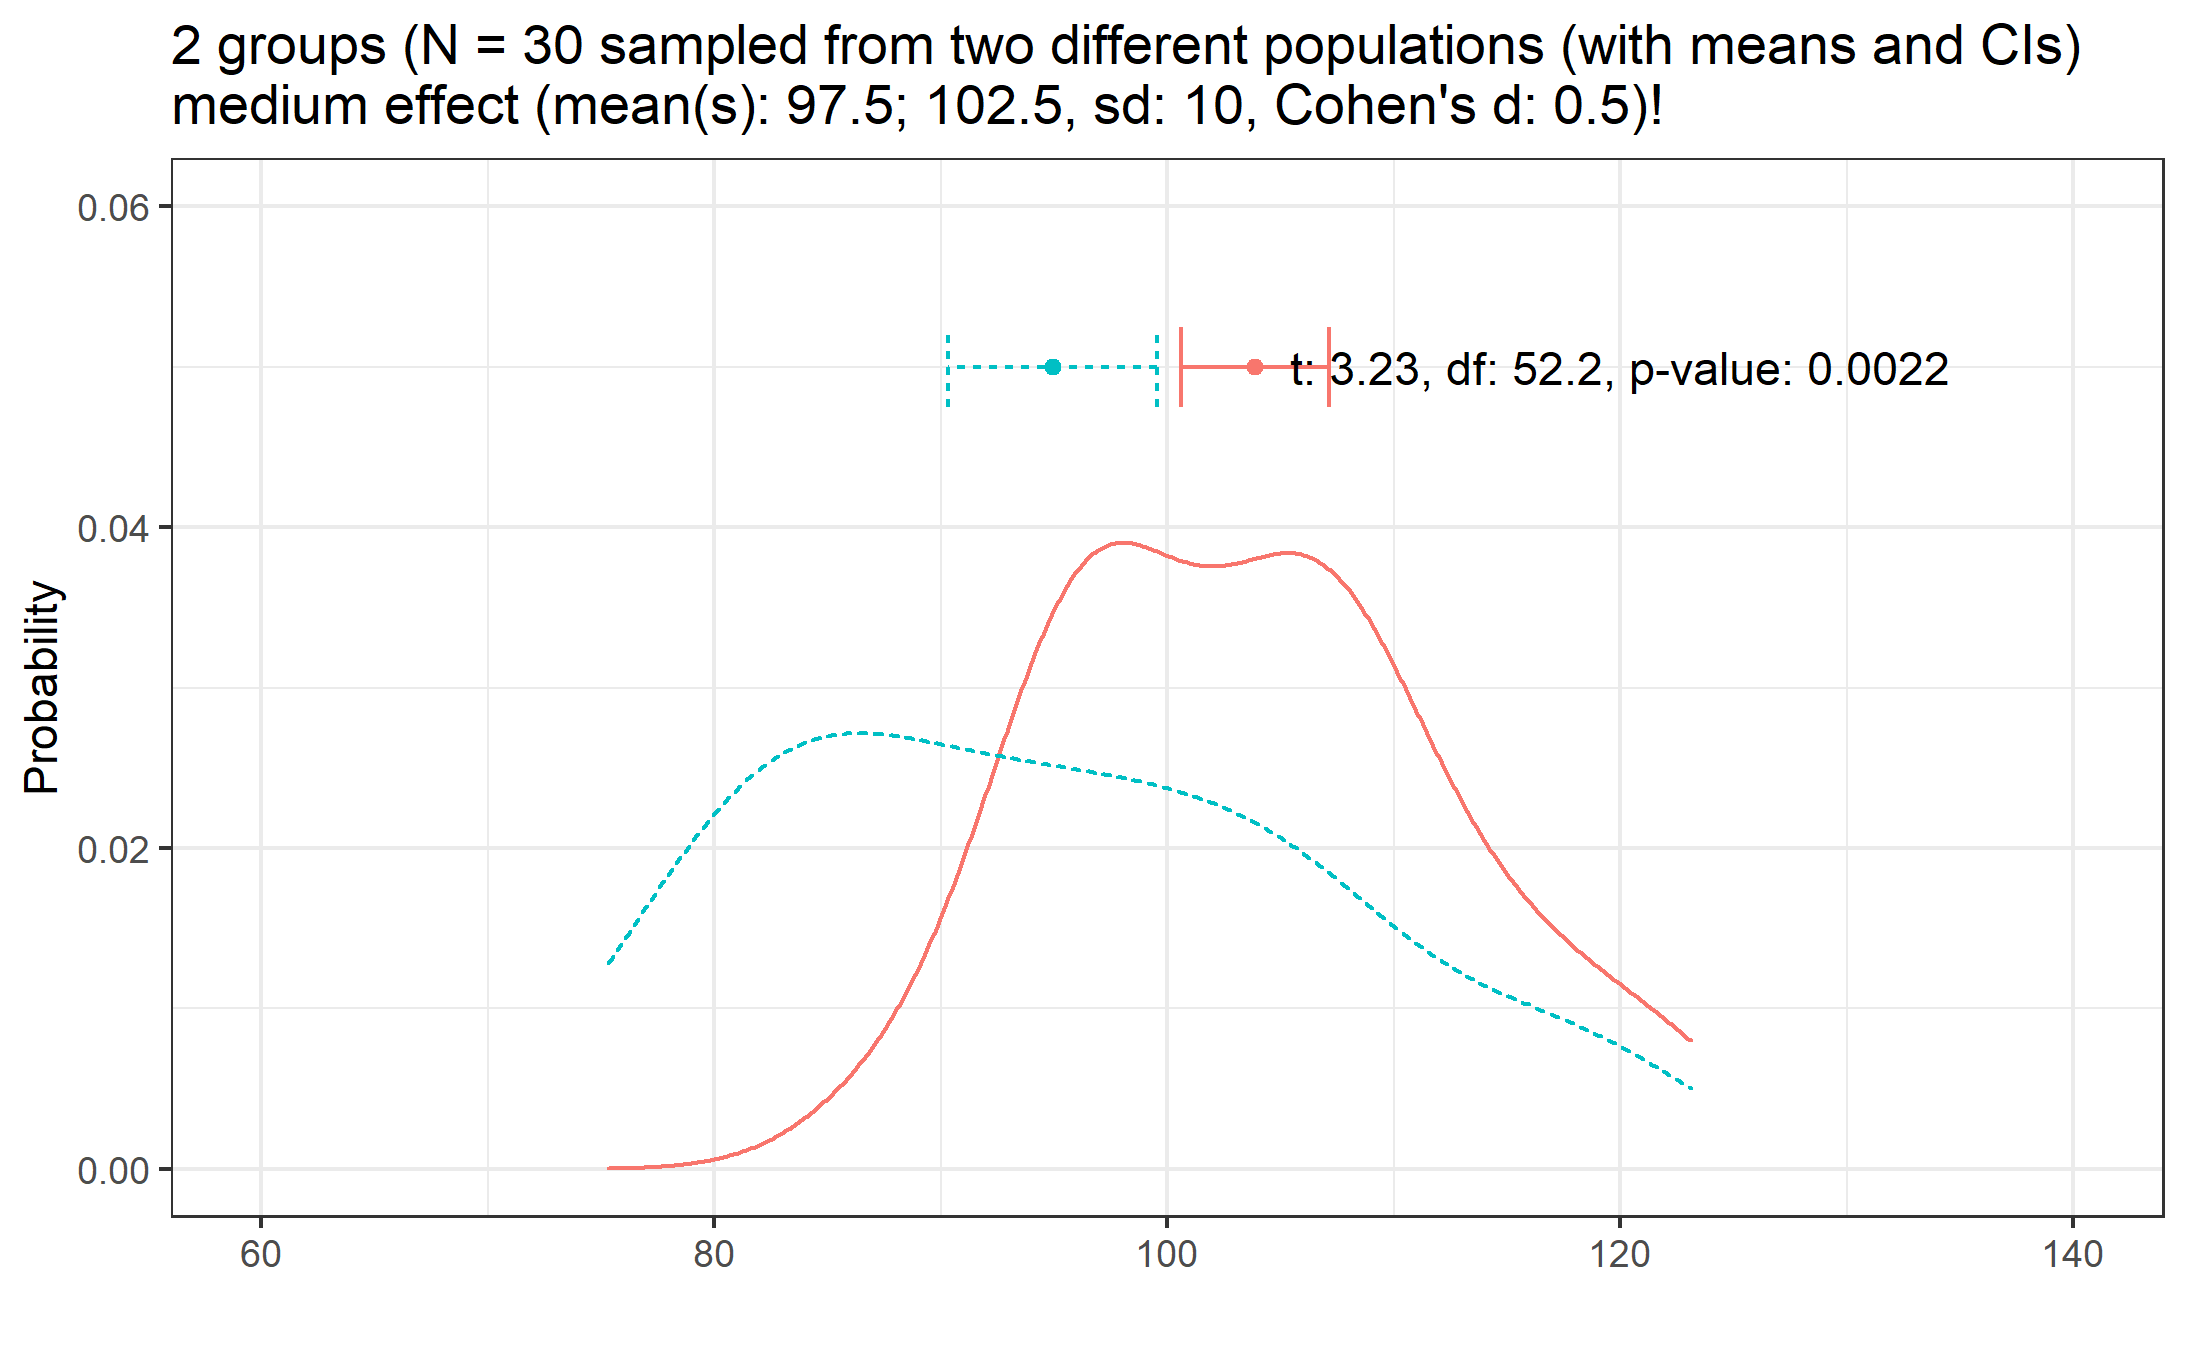 2 groups (N = 30 sampled from two different populations (with means and CIs)
medium effect (mean(s): 97.5; 102.5, sd: 10, Cohen's d: 0.5)!
0.06
t: 3.23, df: 52.2, p-value: 0.0022
0.04
Probability
0.02
0.00
60 80 100 120 140